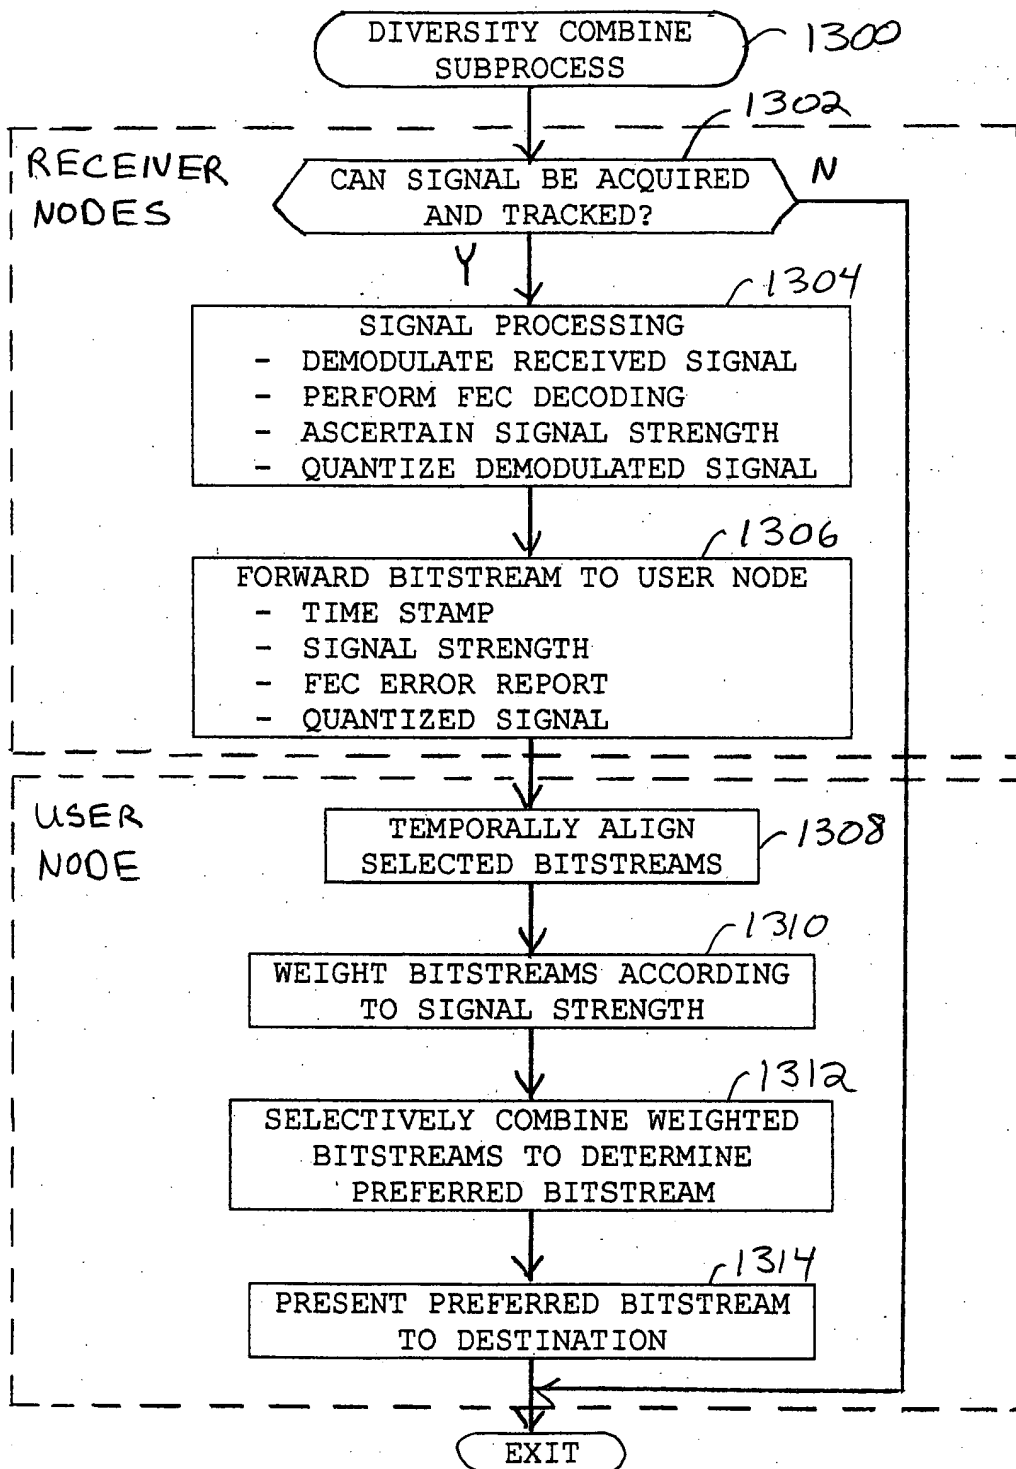 DIVERSITY COMBINE
SUBPROCESS
1300
1302
RECEIVER
NODES
CAN SIGNAL BE ACQUIRED
AND TRACKED?
N
Y
1304
SIGNAL PROCESSING
- DEMODULATE RECEIVED SIGNAL
- PERFORM FEC DECODING
- ASCERTAIN SIGNAL STRENGTH
- QUANTIZE DEMODULATED SIGNAL
1306
FORWARD BITSTREAM TO USER NODE
- TIME STAMP
- SIGNAL STRENGTH
- FEC ERROR REPORT
- QUANTIZED SIGNAL
USER
NODE
TEMPORALLY ALIGN
SELECTED BITSTREAMS
1308
1310
WEIGHT BITSTREAMS ACCORDING
TO SIGNAL STRENGTH
1312
SELECTIVELY COMBINE WEIGHTED
BITSTREAMS TO DETERMINE
PREFERRED BITSTREAM
1314
PRESENT PREFERRED BITSTREAM
TO DESTINATION
EXIT